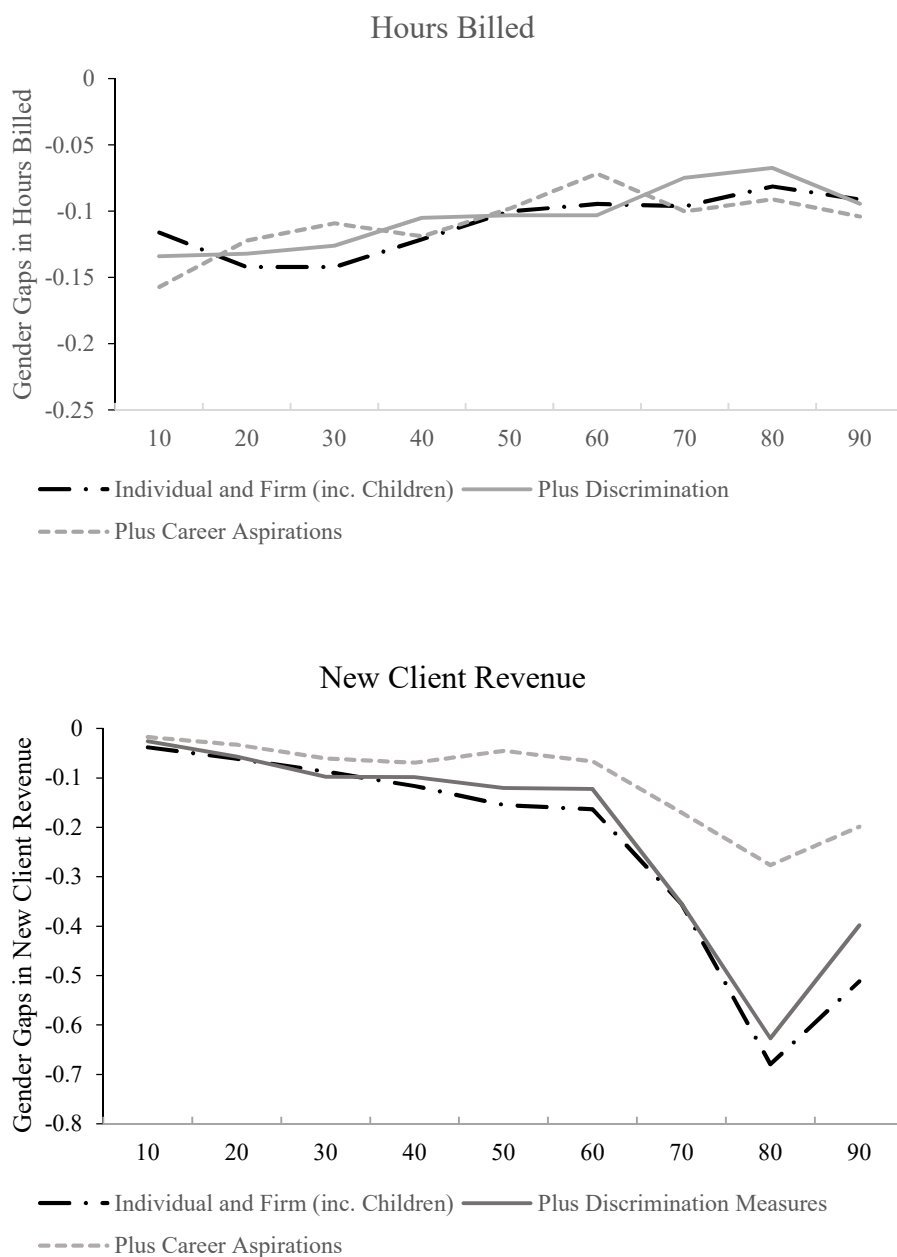 Hours Billed
Gender Gaps in Hours Billed
0
-0.05
-0.1
-0.15
-0.2
-0.25
10 20 30 40 50 60 70 80 90
Individual and Firm (inc. Children) Plus Discrimination
Plus Career Aspirations
New Client Revenue
Gender Gaps in New Client Revenue
0
-0.1
-0.2
-0.3
-0.4
-0.5
-0.6
-0.7
-0.8
10 20 30 40 50 60 70 80 90
Individual and Firm (inc. Children) Plus Discrimination Measures
Plus Career Aspirations